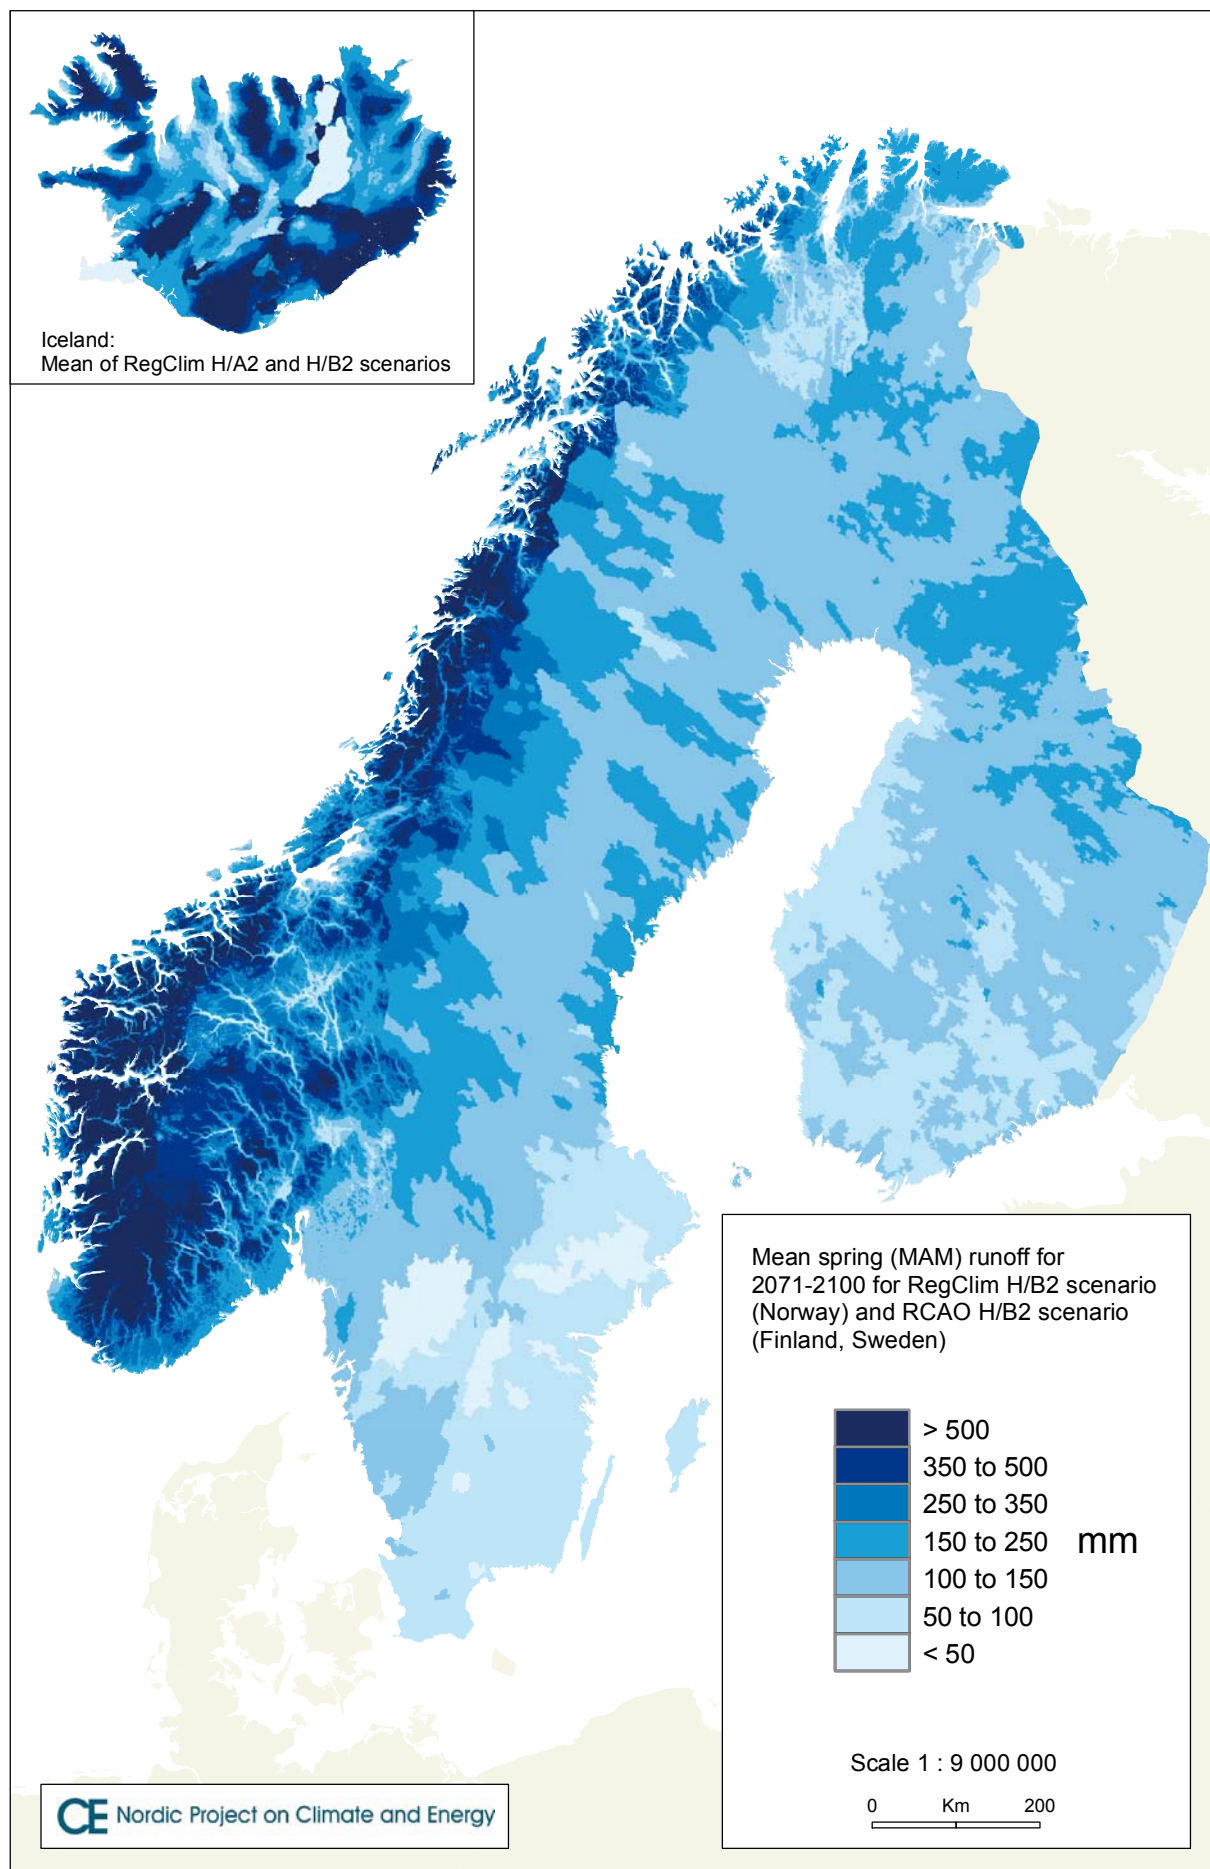 Iceland:
Mean of RegClim H/A2 and H/B2 scenarios
Mean spring (MAM) runoff for
2071-2100 for RegClim H/B2 scenario
(Norway) and RCAO H/B2 scenario
(Finland, Sweden)
> 500
350 to 500
250 to 350
150 to 250 mm
100 to 150
50 to 100
< 50
Scale 1 : 9 000 000
0 Km 200
CE Nordic Project on Climate and Energy